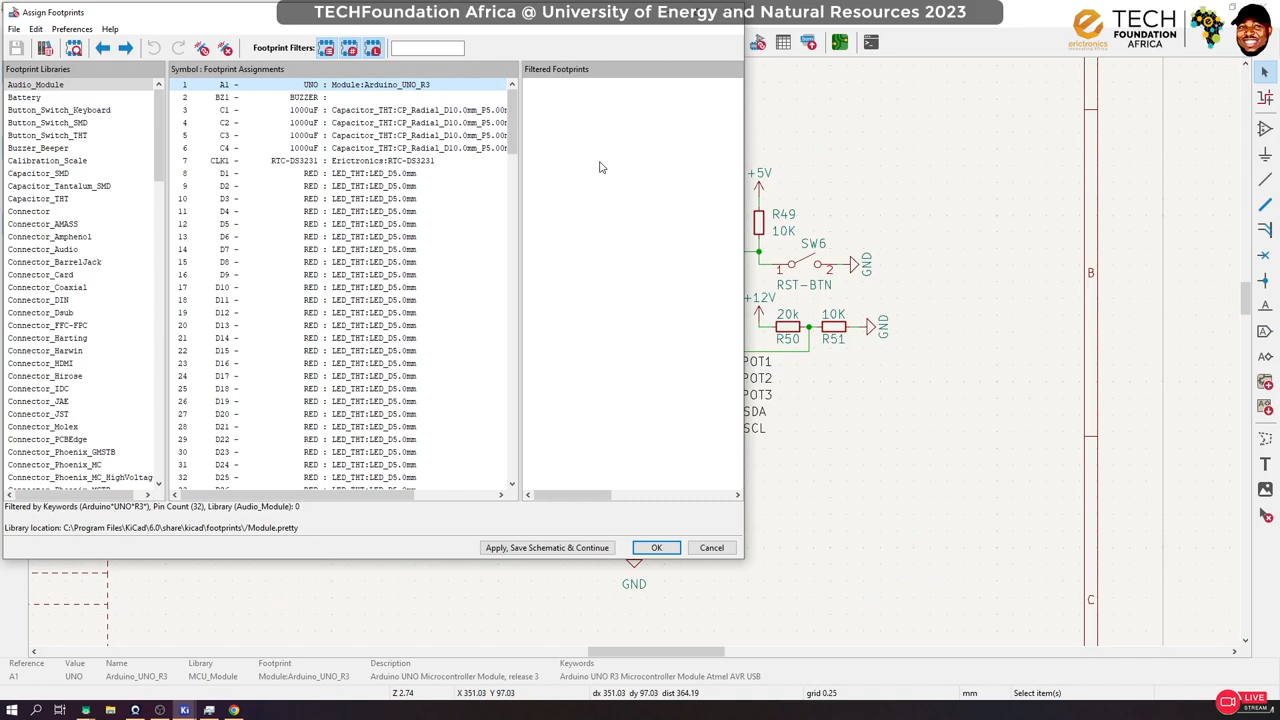 Assign Footprints
TECHFoundation Africa @ University of Energy and Natural Resources 2023
erictronics
TECH
FOUNDATION
AFRICA
File Edit Preferences Help
Footprint Filters:
Footprint Libraries
Symbol : Footprint Assignments
Filtered Footprints
Audio_Module
Battery
Button_Switch_Keyboard
Button_Switch_SMD
Button_Switch_THT
Buzzer_Beeper
Calibration_Scale
Capacitor_SMD
Capacitor_Tantalum_SMD
Capacitor_THT
Connector
Connector_AMASS
Connector_Amphenol
Connector_Audio
Connector_BarrelJack
Connector_Card
Connector_Coaxial
Connector_DIN
Connector_Dsub
Connector_FFC-FPC
Connector_Harting
Connector_Harwin
Connector_HDMI
Connector_Hirose
Connector_IDC
Connector_JAE
Connector_JST
Connector_Molex
Connector_PCBEdge
Connector_Phoenix_GMSTB
Connector_Phoenix_MC
Connector_Phoenix_MC_HighVoltag
1 A1 - UNO : Module:Arduino_UNO_R3
2 BZ1 - BUZZER :
3 C1 - 1000uF : Capacitor_THT:CP_Radial_D10.0mm_P5.00m
4 C2 - 1000uF : Capacitor_THT:CP_Radial_D10.0mm_P5.00m
5 C3 - 1000uF : Capacitor_THT:CP_Radial_D10.0mm_P5.00m
6 C4 - 1000uF : Capacitor_THT:CP_Radial_D10.0mm_P5.00m
7 CLK1 - RTC-DS3231 : Erictronics:RTC-DS3231
8 D1 - RED : LED_THT:LED_D5.0mm
9 D2 - RED : LED_THT:LED_D5.0mm
10 D3 - RED : LED_THT:LED_D5.0mm
11 D4 - RED : LED_THT:LED_D5.0mm
12 D5 - RED : LED_THT:LED_D5.0mm
13 D6 - RED : LED_THT:LED_D5.0mm
14 D7 - RED : LED_THT:LED_D5.0mm
15 D8 - RED : LED_THT:LED_D5.0mm
16 D9 - RED : LED_THT:LED_D5.0mm
17 D10 - RED : LED_THT:LED_D5.0mm
18 D11 - RED : LED_THT:LED_D5.0mm
19 D12 - RED : LED_THT:LED_D5.0mm
20 D13 - RED : LED_THT:LED_D5.0mm
21 D14 - RED : LED_THT:LED_D5.0mm
22 D15 - RED : LED_THT:LED_D5.0mm
23 D16 - RED : LED_THT:LED_D5.0mm
24 D17 - RED : LED_THT:LED_D5.0mm
25 D18 - RED : LED_THT:LED_D5.0mm
26 D19 - RED : LED_THT:LED_D5.0mm
27 D20 - RED : LED_THT:LED_D5.0mm
28 D21 - RED : LED_THT:LED_D5.0mm
29 D22 - RED : LED_THT:LED_D5.0mm
30 D23 - RED : LED_THT:LED_D5.0mm
31 D24 - RED : LED_THT:LED_D5.0mm
32 D25 - RED : LED_THT:LED_D5.0mm
Filtered by Keywords (Arduino*UNO*R3*), Pin Count (32), Library (Audio_Module): 0
Library location: C:\Program Files\KiCad\6.0\share\kicad\footprints\/Module.pretty
Apply, Save Schematic & Continue OK Cancel
+5V
R49
10K
SW6
1 2
GND
RST-BTN
+12V
20k 10K
R50 R51
GND
POT1
POT2
POT3
SDA
SCL
GND
B
C
Reference Value Name Library Footprint Description Keywords
A1 UNO Arduino_UNO_R3 MCU_Module Module:Arduino_UNO_R3 Arduino UNO Microcontroller Module, release 3 Arduino UNO R3 Microcontroller Module Atmel AVR USB
Z 2.74 X 351.03 Y 97.03 dx 351.03 dy 97.03 dist 364.19 grid 0.25 mm Select item(s)
LIVE
STREAM